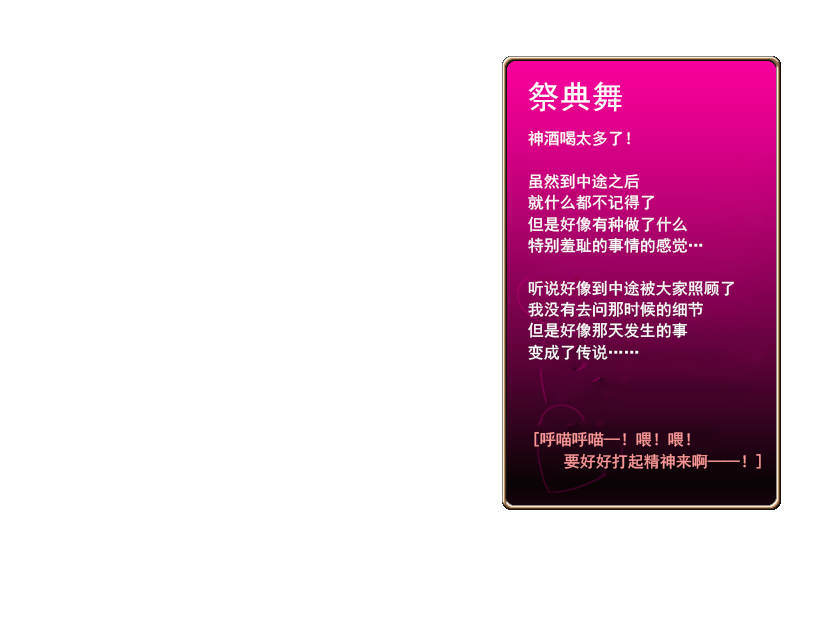 祭典舞
神酒喝太多了！
虽然到中途之后
就什么都不记得了
但是好像有种做了什么
特别羞耻的事情的感觉…
听说好像到中途被大家照顾了
我没有去问那时候的细节
但是好像那天发生的事
变成了传说……
［呼喵呼喵—！喂！喂！
要好好打起精神来啊——！］